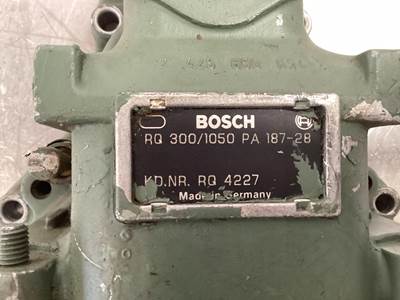 BOSCH
RQ 300/1050 PA 187-28
KD.NR. RQ 4227
Made in Germany